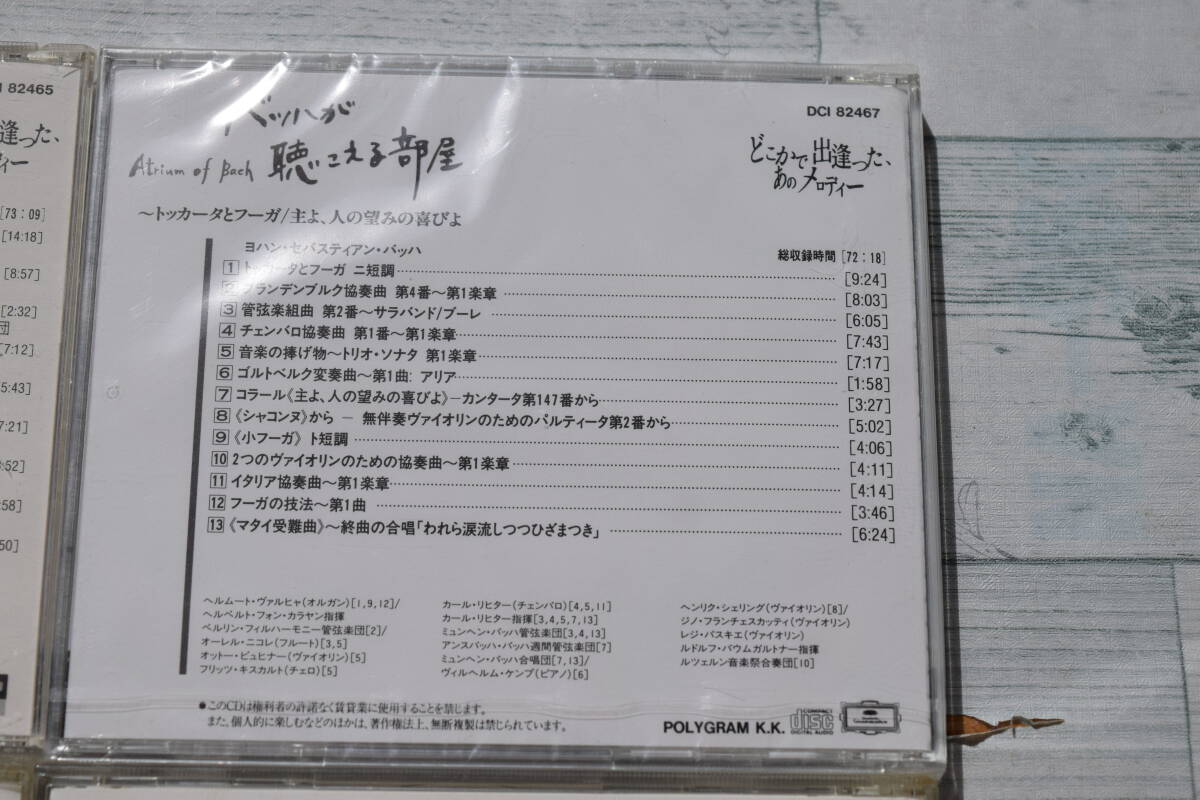 82465
逢った、
ィー
[73:09]
[14:18]
[8:57]
[2:32]
団
[7:12]
5:43]
7:21]
:52]
:58]
50]
バッハが
Atrium of Bach 聴こえる部屋
DCI 82467
どこかで出逢った、
あのメロディー
～トッカータとフーガ/主よ、人の望みの喜びよ
ヨハン・セバスティアン・バッハ
総収録時間 [72:18]
1 トッカータとフーガ ニ短調 [9:24]
2 ブランデンブルク協奏曲 第4番～第1楽章 [8:03]
3 管弦楽組曲 第2番～サラバンド/ブーレ [6:05]
4 チェンバロ協奏曲 第1番～第1楽章 [7:43]
5 音楽の捧げ物～トリオ・ソナタ 第1楽章 [7:17]
6 ゴルトベルク変奏曲～第1曲: アリア [1:58]
7 コラール《主よ、人の望みの喜びよ》－カンタータ第147番から [3:27]
8 《シャコンヌ》から － 無伴奏ヴァイオリンのためのパルティータ第2番から [5:02]
9 《小フーガ》 ト短調 [4:06]
10 2つのヴァイオリンのための協奏曲～第1楽章 [4:11]
11 イタリア協奏曲～第1楽章 [4:14]
12 フーガの技法～第1曲 [3:46]
13 《マタイ受難曲》～終曲の合唱「われら涙流しつつひざまつき」 [6:24]
ヘルムート・ヴァルヒャ(オルガン)[1,9,12]/
ヘルベルト・フォン・カラヤン指揮
ベルリン・フィルハーモニー管弦楽団[2]/
オーレル・ニコレ(フルート)[3,5]
オットー・ビュヒナー(ヴァイオリン)[5]
フリッツ・キスカルト(チェロ)[5]
カール・リヒター(チェンバロ)[4,5,11]
カール・リヒター指揮[3,4,5,7,13]
ミュンヘン・バッハ管弦楽団[3,4,13]
アンスバッハ・バッハ週間管弦楽団[7]
ミュンヘン・バッハ合唱団[7,13]/
ヴィルヘルム・ケンプ(ピアノ)[6]
ヘンリク・シェリング(ヴァイオリン)[8]/
ジノ・フランチェスカッティ(ヴァイオリン)
レジ・パスキエ(ヴァイオリン)
ルドルフ・バウムガルトナー指揮
ルツェルン音楽祭合奏団[10]
●このCDは権利者の許諾なく賃貸業に使用することを禁じます。
また、個人的に楽しむなどのほかは、著作権法上、無断複製は禁じられています。
POLYGRAM K.K.
COMPACT
disc
DIGITAL AUDIO